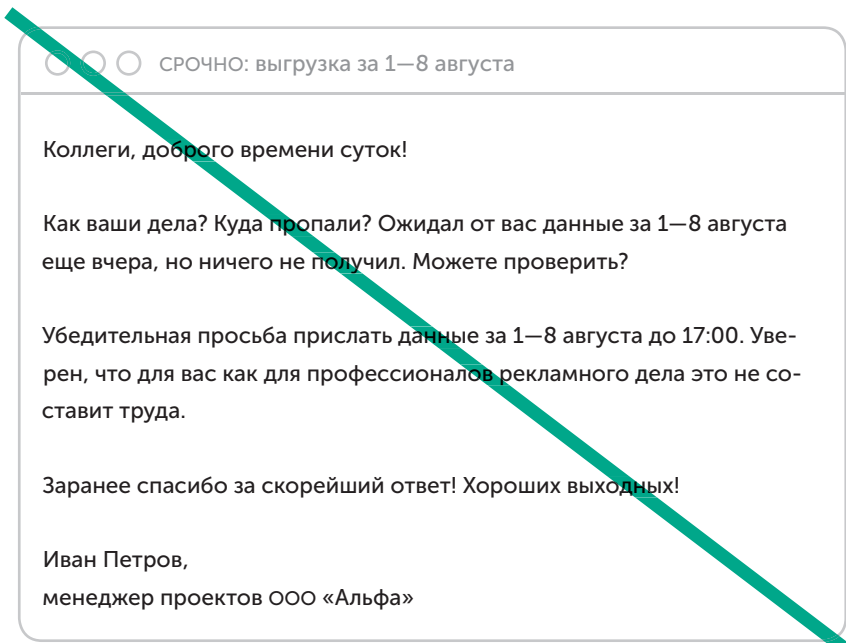 СРОЧНО: выгрузка за 1—8 августа
Коллеги, доброго времени суток!
Как ваши дела? Куда пропали? Ожидал от вас данные за 1—8 августа
еще вчера, но ничего не получил. Можете проверить?
Убедительная просьба прислать данные за 1—8 августа до 17:00. Уве-
рен, что для вас как для профессионалов рекламного дела это не со-
ставит труда.
Заранее спасибо за скорейший ответ! Хороших выходных!
Иван Петров,
менеджер проектов ООО «Альфа»